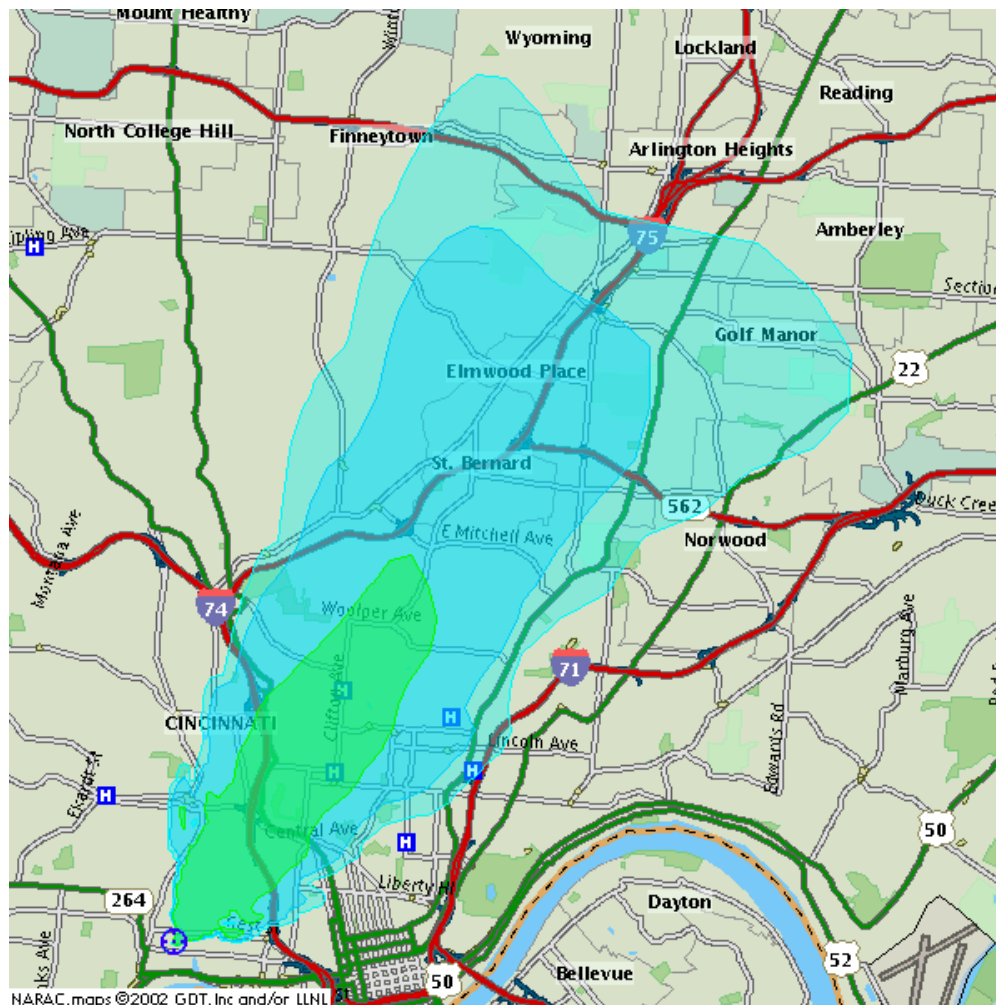 Mount Healthy
Wyoming
Lockland
Reading
North College Hill
Finneytown
Arlington Heights
75
Amberley
ipling Ave
H
Section
Golf Manor
22
Elmwood Place
St. Bernard
562
Duck Cree
E Mitchell Ave
Norwood
Montana Ave
74
Woolper Ave
71
Marburg Ave
Clifton Ave
H
H
CINCINNATI
Lincoln Ave
Edwards Rd
H
H
H
Central Ave
50
H
Liberty H
264
Dayton
52
Bellevue
50
NARAC.maps ©2002 GDT, Inc and/or LLNL